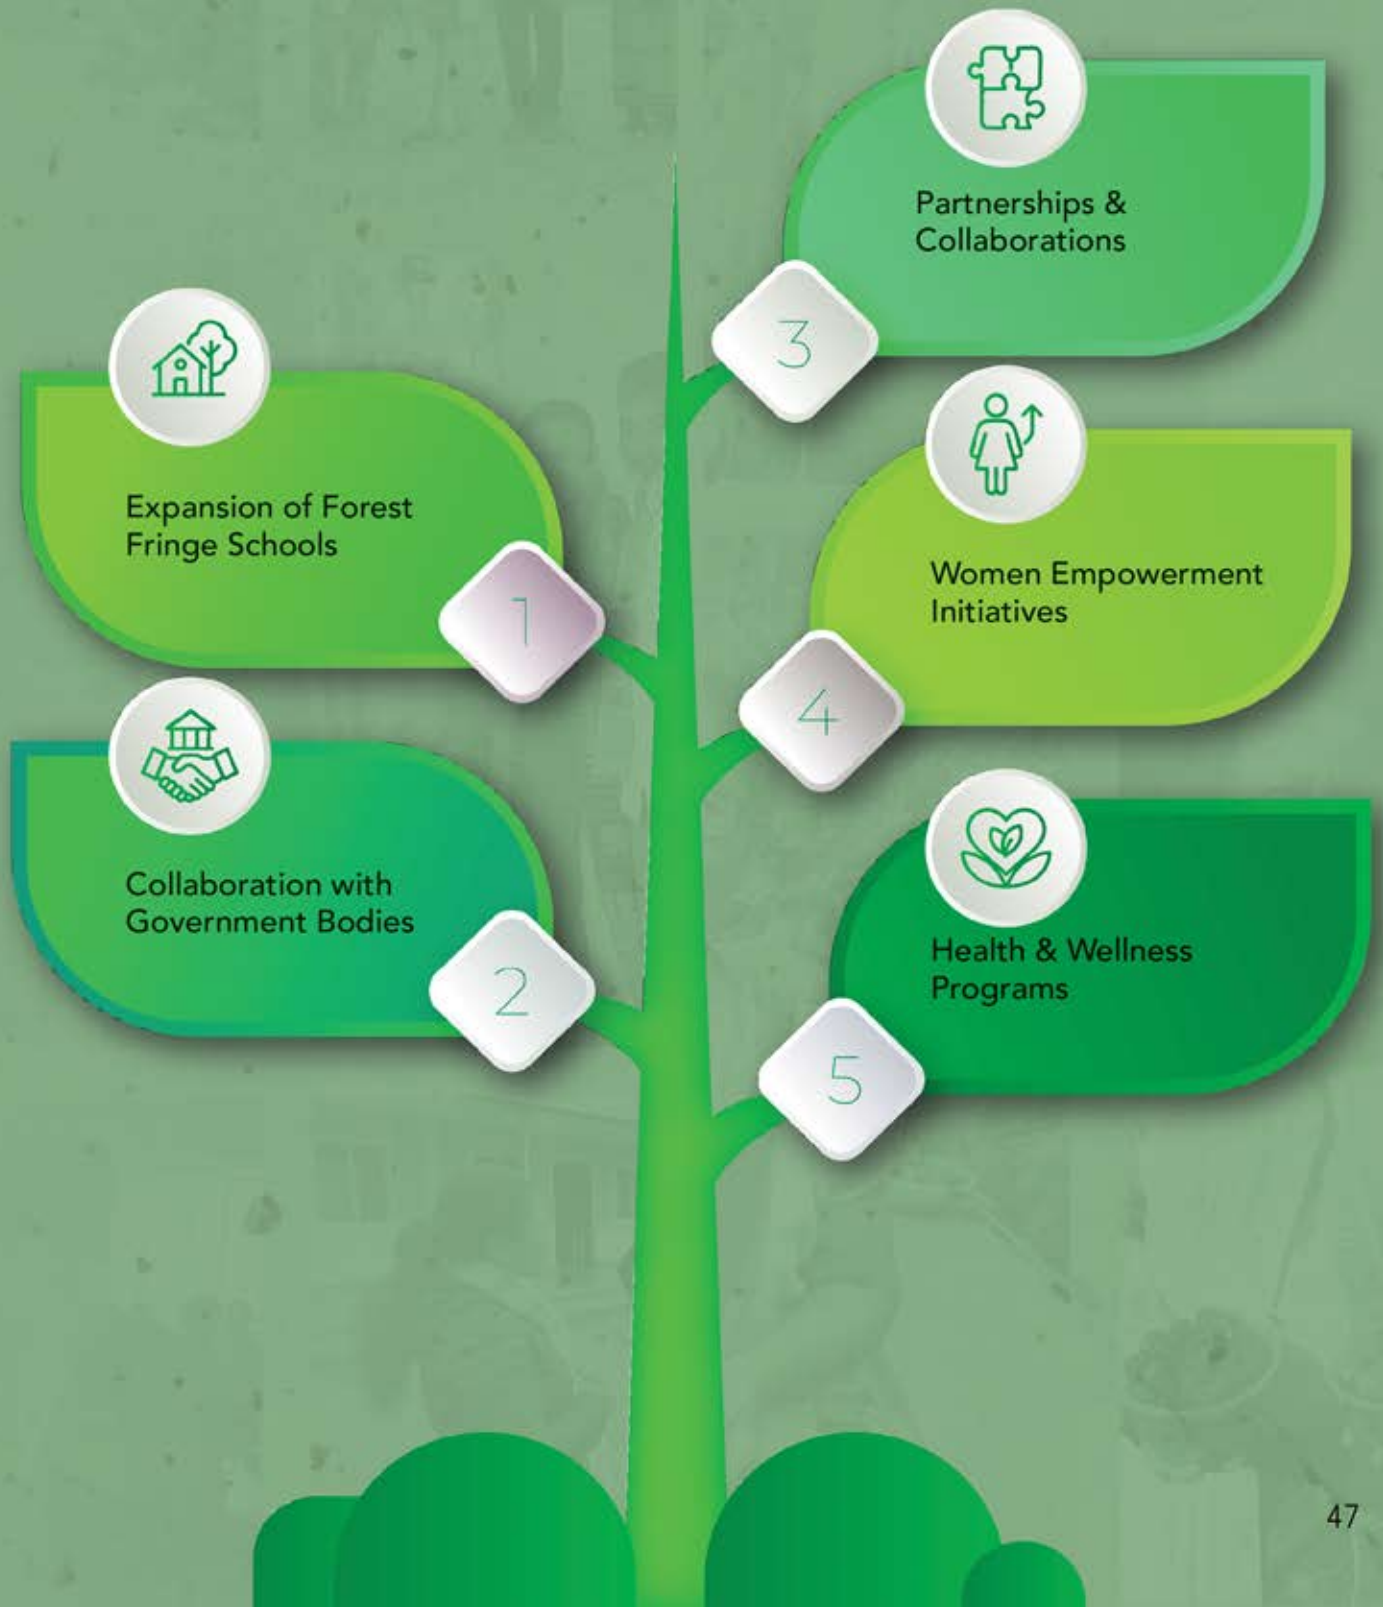 Expansion of Forest
Fringe Schools
1
Collaboration with
Government Bodies
2
Partnerships &
Collaborations
3
Women Empowerment
Initiatives
4
Health & Wellness
Programs
5
47